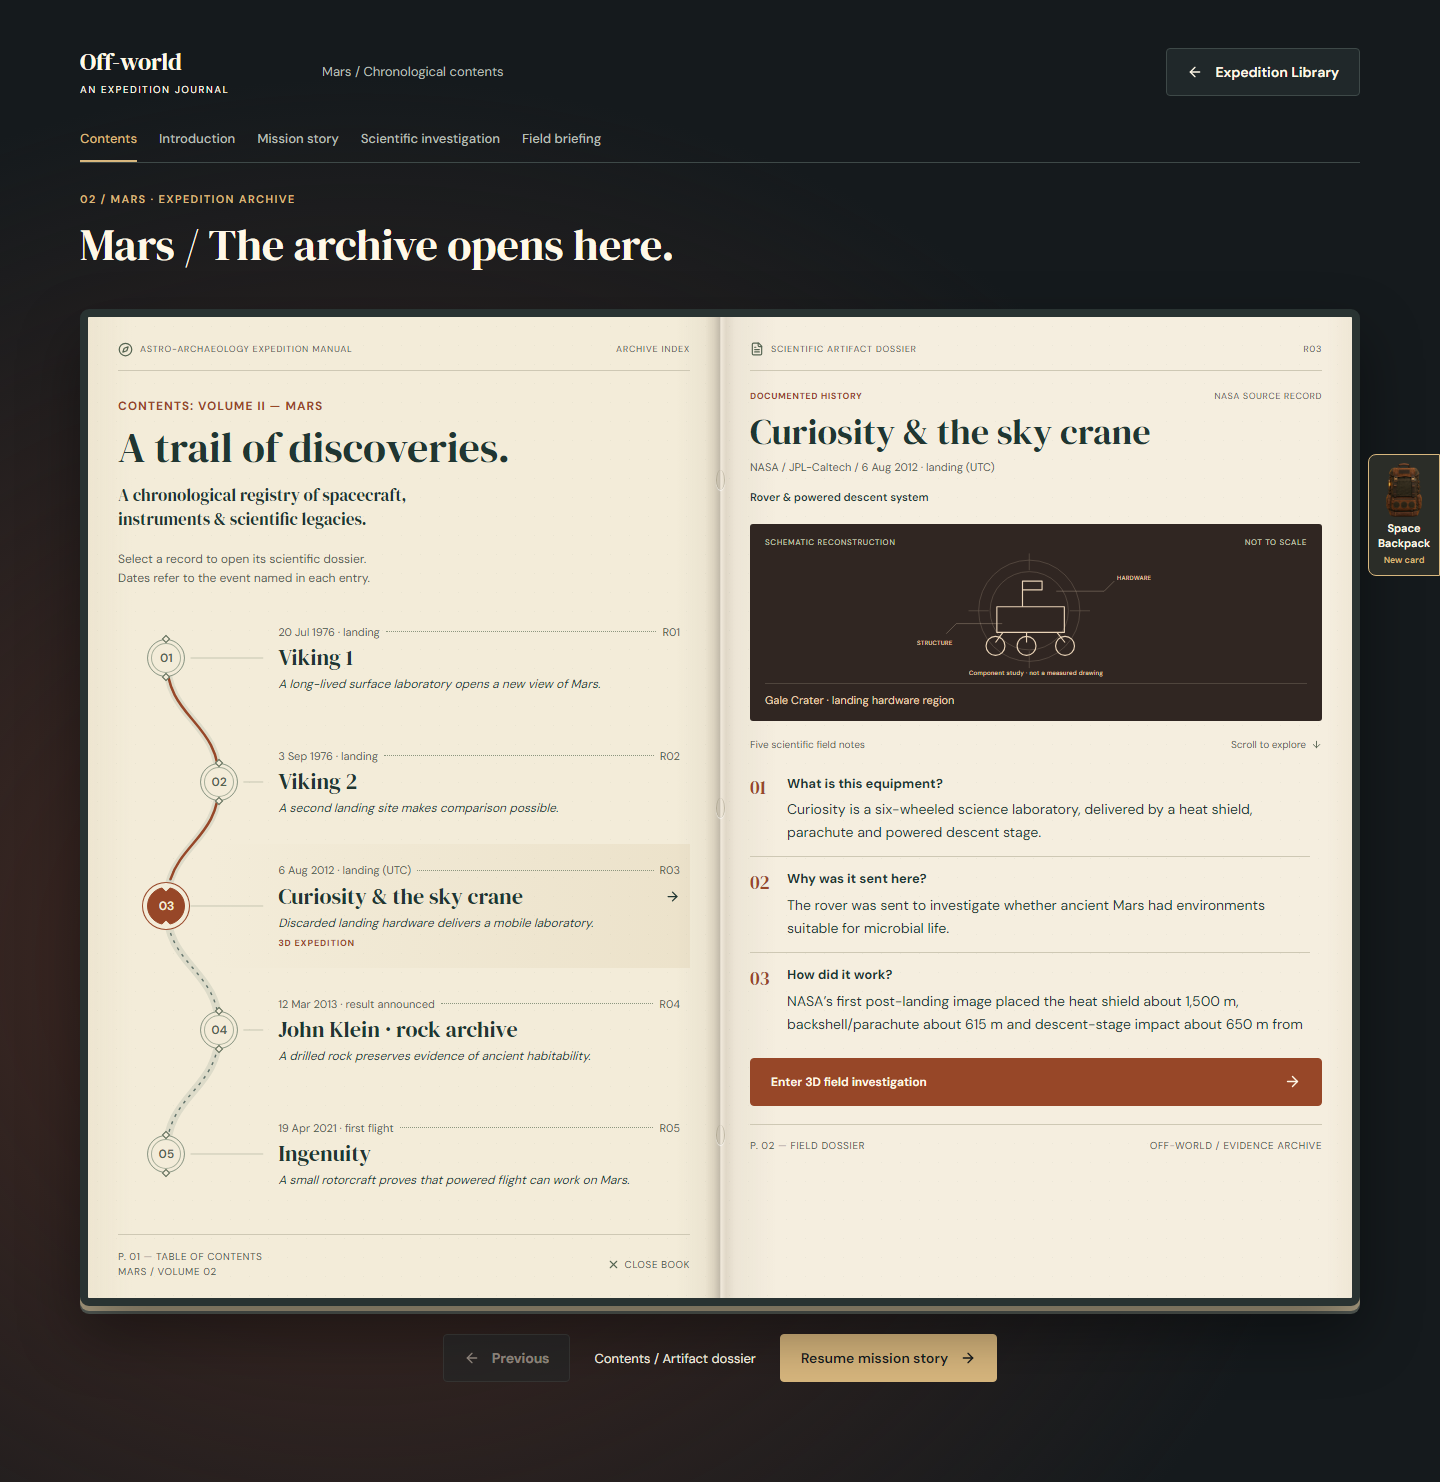 Off-world
AN EXPEDITION JOURNAL
Mars / Chronological contents
← Expedition Library
Contents
Introduction
Mission story
Scientific investigation
Field briefing
02 / MARS · EXPEDITION ARCHIVE
Mars / The archive opens here.
ASTRO-ARCHAEOLOGY EXPEDITION MANUAL
ARCHIVE INDEX
CONTENTS: VOLUME II — MARS
A trail of discoveries.
A chronological registry of spacecraft,
instruments & scientific legacies.
Select a record to open its scientific dossier.
Dates refer to the event named in each entry.
01
20 Jul 1976 · landing
R01
Viking 1
A long-lived surface laboratory opens a new view of Mars.
02
3 Sep 1976 · landing
R02
Viking 2
A second landing site makes comparison possible.
03
6 Aug 2012 · landing (UTC)
R03
Curiosity & the sky crane →
Discarded landing hardware delivers a mobile laboratory.
3D EXPEDITION
04
12 Mar 2013 · result announced
R04
John Klein · rock archive
A drilled rock preserves evidence of ancient habitability.
05
19 Apr 2021 · first flight
R05
Ingenuity
A small rotorcraft proves that powered flight can work on Mars.
P. 01 — TABLE OF CONTENTS
MARS / VOLUME 02
✕ CLOSE BOOK
SCIENTIFIC ARTIFACT DOSSIER
R03
DOCUMENTED HISTORY
NASA SOURCE RECORD
Curiosity & the sky crane
NASA / JPL-Caltech / 6 Aug 2012 · landing (UTC)
Rover & powered descent system
SCHEMATIC RECONSTRUCTION
NOT TO SCALE
HARDWARE
STRUCTURE
Component study · not a measured drawing
Gale Crater · landing hardware region
Five scientific field notes
Scroll to explore ↓
01
What is this equipment?
Curiosity is a six-wheeled science laboratory, delivered by a heat shield,
parachute and powered descent stage.
02
Why was it sent here?
The rover was sent to investigate whether ancient Mars had environments
suitable for microbial life.
03
How did it work?
NASA's first post-landing image placed the heat shield about 1,500 m,
backshell/parachute about 615 m and descent-stage impact about 650 m from
Enter 3D field investigation →
P. 02 — FIELD DOSSIER
OFF-WORLD / EVIDENCE ARCHIVE
Space
Backpack
New card
← Previous
Contents / Artifact dossier
Resume mission story →